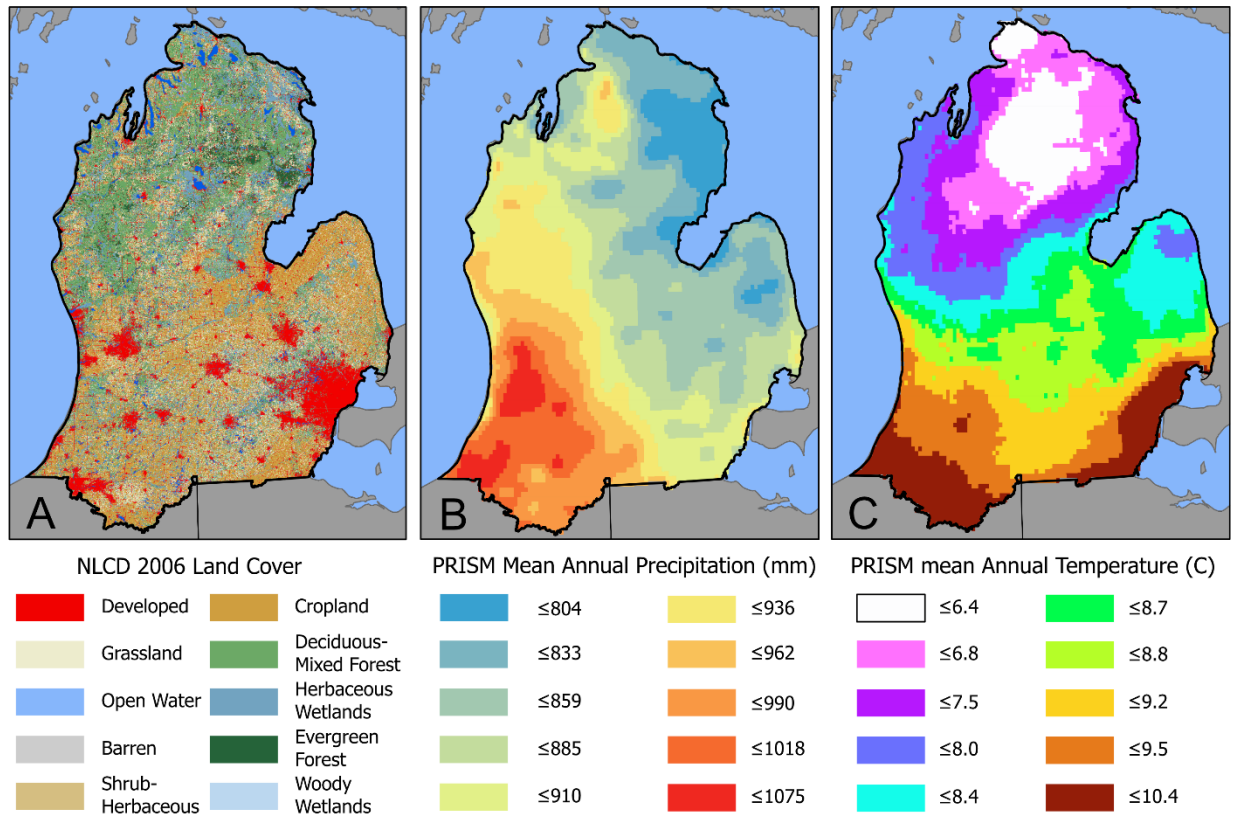 A
B
C
NLCD 2006 Land Cover
Developed
Cropland
Grassland
Deciduous-
Mixed Forest
Open Water
Herbaceous
Wetlands
Barren
Evergreen
Forest
Shrub-
Herbaceous
Woody
Wetlands
PRISM Mean Annual Precipitation (mm)
≤804
≤936
≤833
≤962
≤859
≤990
≤885
≤1018
≤910
≤1075
PRISM mean Annual Temperature (C)
≤6.4
≤8.7
≤6.8
≤8.8
≤7.5
≤9.2
≤8.0
≤9.5
≤8.4
≤10.4